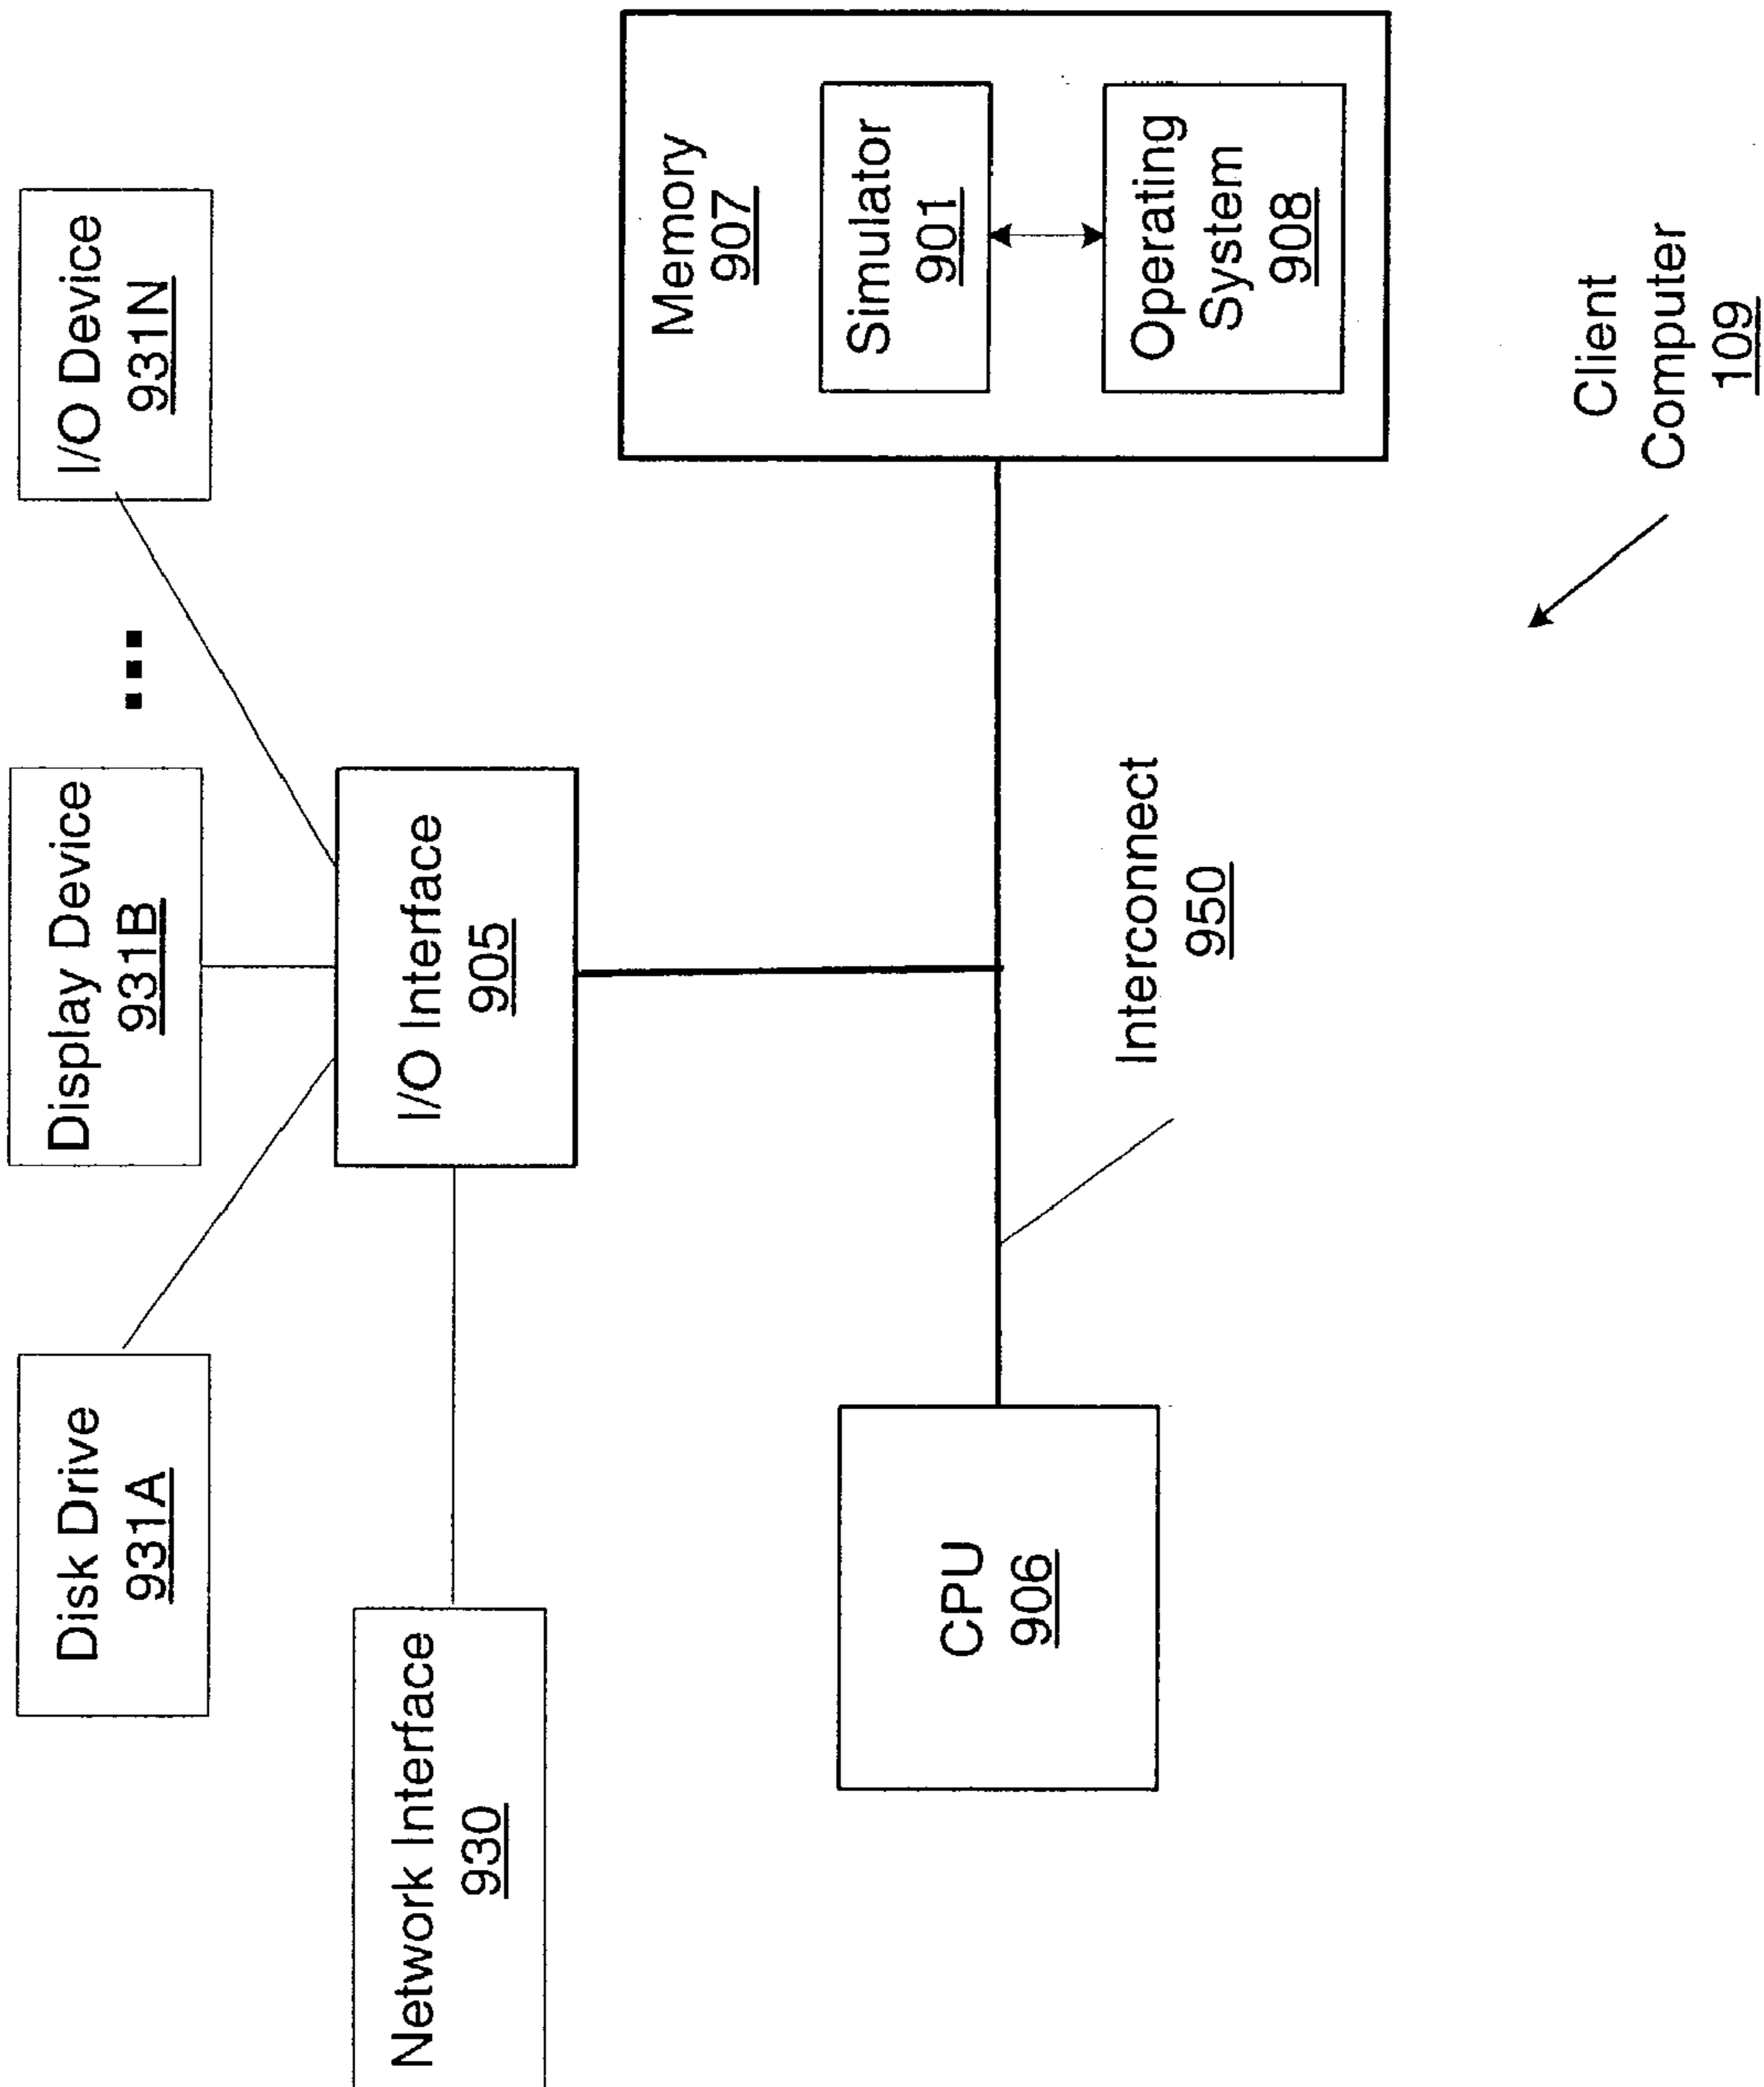 Disk Drive
931A
Display Device
931B
...
I/O Device
931N
Network Interface
930
I/O Interface
905
CPU
906
Interconnect
950
Memory
907
Simulator
901
Operating
System
908
Client
Computer
109